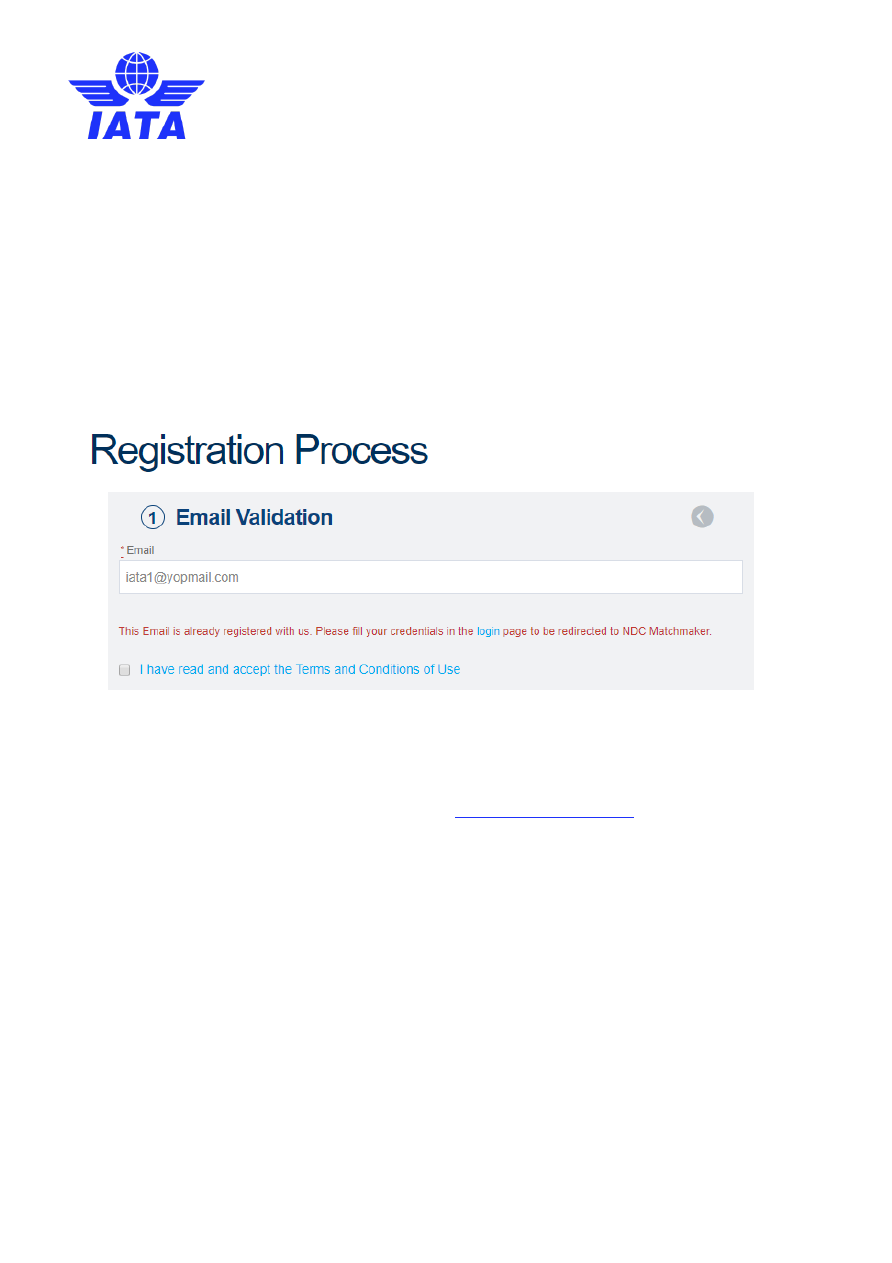 IATA
Registration Process
1 Email Validation
* Email
iata1@yopmail.com
This Email is already registered with us. Please fill your credentials in the login page to be redirected to NDC Matchmaker.
I have read and accept the Terms and Conditions of Use